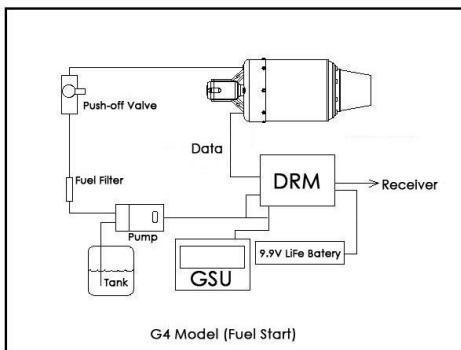 Push-off Valve
Data
Fuel Filter
DRM
Receiver
Pump
Tank
GSU
9.9V LiFe Batery
G4 Model (Fuel Start)